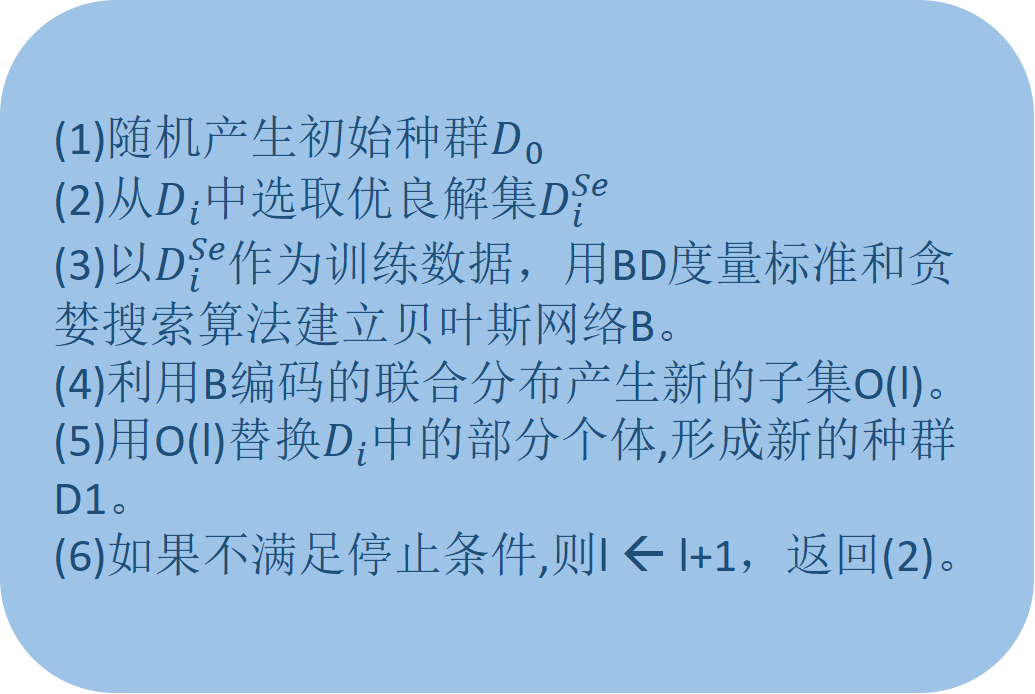 (1)随机产生初始种群D₀
(2)从Dᵢ中选取优良解集Dᵢ^Se
(3)以Dᵢ^Se作为训练数据，用BD度量标准和贪
婪搜索算法建立贝叶斯网络B。
(4)利用B编码的联合分布产生新的子集O(l)。
(5)用O(l)替换Dᵢ中的部分个体,形成新的种群
D1。
(6)如果不满足停止条件,则l ← l+1，返回(2)。